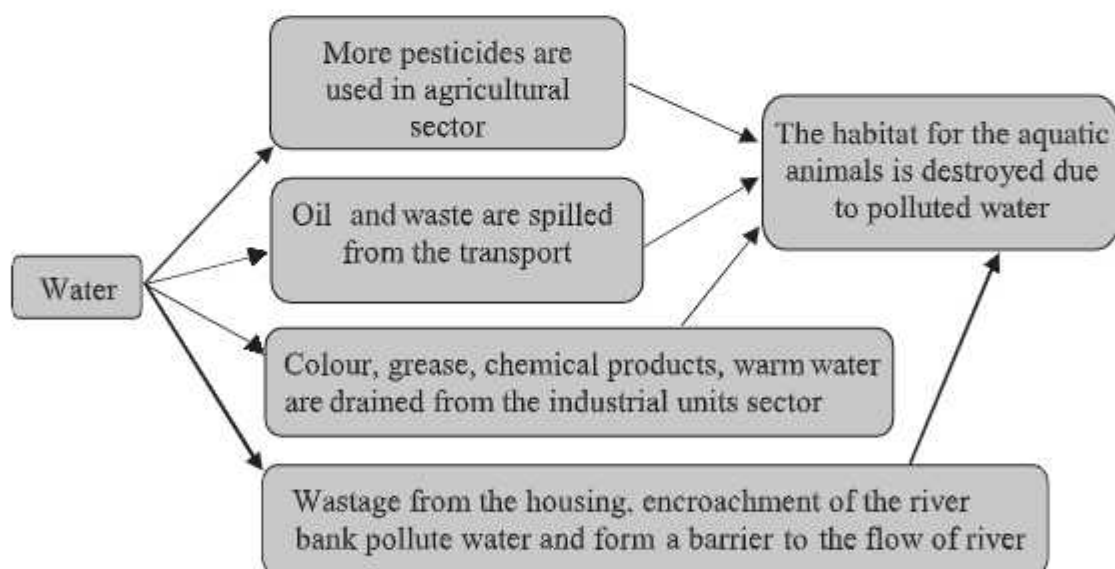 More pesticides are
used in agricultural
sector
The habitat for the aquatic
animals is destroyed due
to polluted water
Oil and waste are spilled
from the transport
Water
Colour, grease, chemical products, warm water
are drained from the industrial units sector
Wastage from the housing, encroachment of the river
bank pollute water and form a barrier to the flow of river